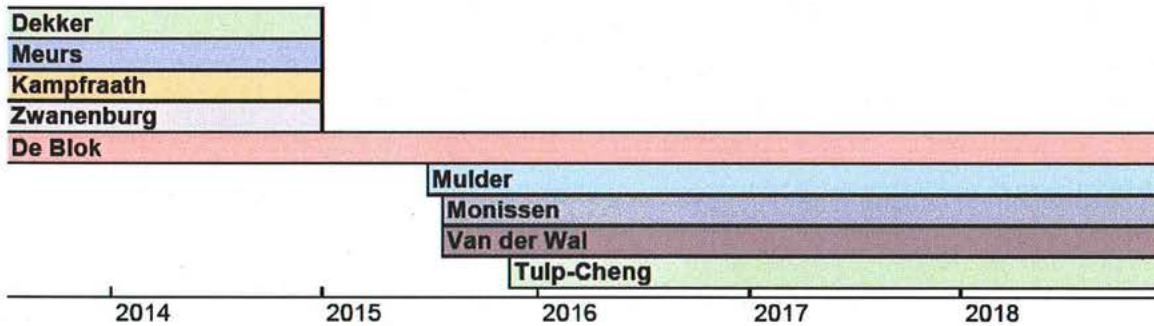 Dekker
Meurs
Kampfraath
Zwanenburg
De Blok
Mulder
Monissen
Van der Wal
Tulp-Cheng
2014 2015 2016 2017 2018